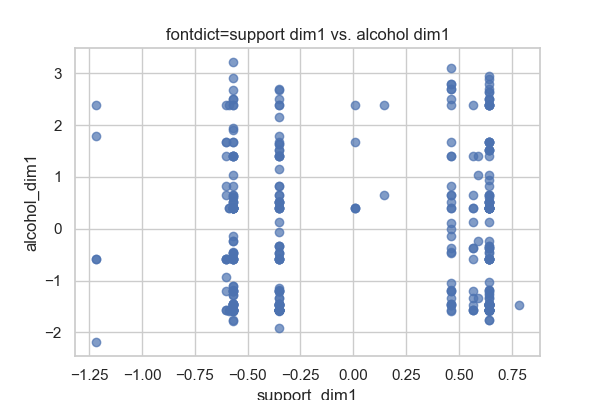 fontdict=support dim1 vs. alcohol dim1
3
2
1
0
−1
−2
alcohol_dim1
−1.25 −1.00 −0.75 −0.50 −0.25 0.00 0.25 0.50 0.75
support_dim1